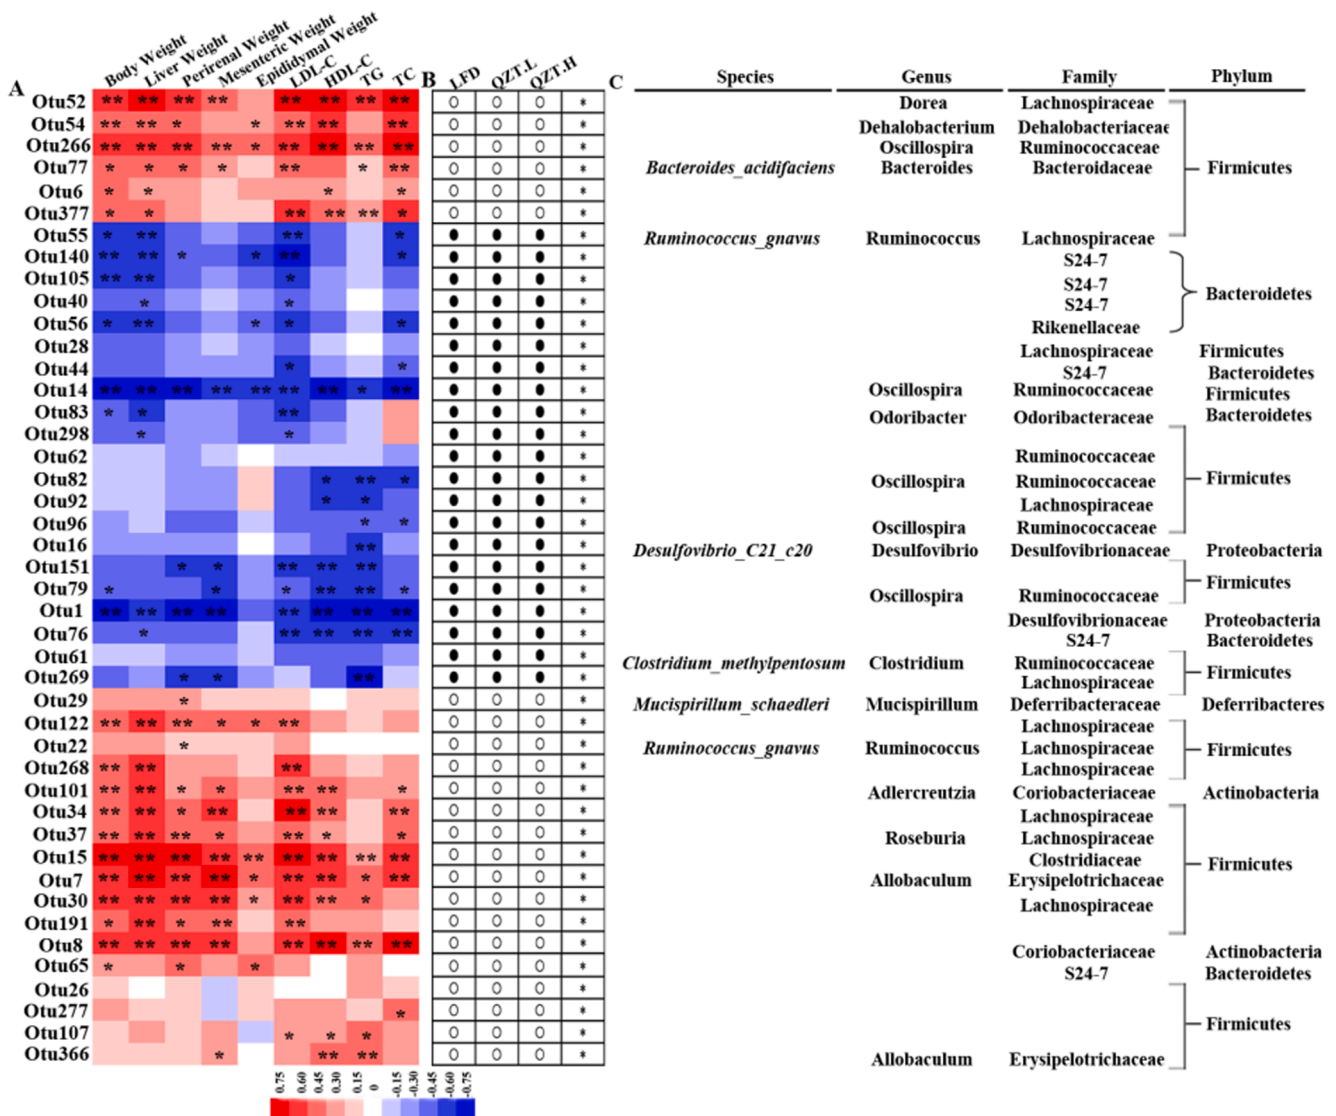 A
Body Weight
Liver Weight
Perirenal Weight
Mesenteric Weight
Epididymal Weight
LDL-C
HDL-C
TG
TC
B
LFD
QZT.L
QZT.H
C
Species Genus Family Phylum
Otu52 ** ** ** ** ** ** ** ** * Dorea Lachnospiraceae
Otu54 ** ** * * ** ** ** * Dehalobacterium Dehalobacteriaceae
Otu266 ** ** ** ** * ** ** ** ** * Oscillospira Ruminococcaceae
Otu77 * * * * ** * ** * Bacteroides_acidifaciens Bacteroides Bacteroidaceae Firmicutes
Otu6 * * * * *
Otu377 * * ** ** ** * *
Otu55 * ** ** * * Ruminococcus_gnavus Ruminococcus Lachnospiraceae
Otu140 ** ** * * ** * * S24-7
Otu105 ** ** * * S24-7
Otu40 * * * S24-7 Bacteroidetes
Otu56 * ** * * * * Rikenellaceae
Otu28 * Lachnospiraceae Firmicutes
Otu44 * * * S24-7 Bacteroidetes
Otu14 ** ** ** ** ** ** ** * ** * Oscillospira Ruminococcaceae Firmicutes
Otu83 * * ** * Odoribacter Odoribacteraceae Bacteroidetes
Otu298 * * *
Otu62 * Ruminococcaceae
Otu82 * ** * * Oscillospira Ruminococcaceae Firmicutes
Otu92 * * * Lachnospiraceae
Otu96 * * * Oscillospira Ruminococcaceae
Otu16 ** * Desulfovibrio_C21_c20 Desulfovibrio Desulfovibrionaceae Proteobacteria
Otu151 * * ** ** ** *
Otu79 * * * ** ** * * Firmicutes
Otu1 ** ** ** ** ** ** ** ** * Oscillospira Ruminococcaceae
Otu76 * ** ** ** ** * Desulfovibrionaceae Proteobacteria
Otu61 * S24-7 Bacteroidetes
Otu269 * * ** * Clostridium_methylpentosum Clostridium Ruminococcaceae Firmicutes
Lachnospiraceae
Otu29 * * Mucispirillum_schaedleri Mucispirillum Deferribacteraceae Deferribacteres
Otu122 ** ** ** * * ** * Lachnospiraceae
Otu22 * * Ruminococcus_gnavus Ruminococcus Lachnospiraceae Firmicutes
Otu268 ** ** ** * Lachnospiraceae
Otu101 ** ** * * ** ** * * Adlercreutzia Coriobacteriaceae Actinobacteria
Otu34 ** ** * ** ** ** ** * Lachnospiraceae
Otu37 ** ** ** * ** * * * Roseburia Lachnospiraceae
Otu15 ** ** ** ** ** ** ** ** ** * Clostridiaceae Firmicutes
Otu7 ** ** ** ** * ** ** * ** * Allobaculum Erysipelotrichaceae
Otu30 ** ** ** ** * ** ** * * Lachnospiraceae
Otu191 * ** * ** ** *
Otu8 ** ** ** ** ** ** ** ** * Coriobacteriaceae Actinobacteria
Otu65 * * * * S24-7 Bacteroidetes
Otu26 *
Otu277 * *
Otu107 * * * * Firmicutes
Otu366 * ** ** * Allobaculum Erysipelotrichaceae
0.75
0.60
0.45
0.30
0.15
0
-0.15
-0.30
-0.45
-0.60
-0.75